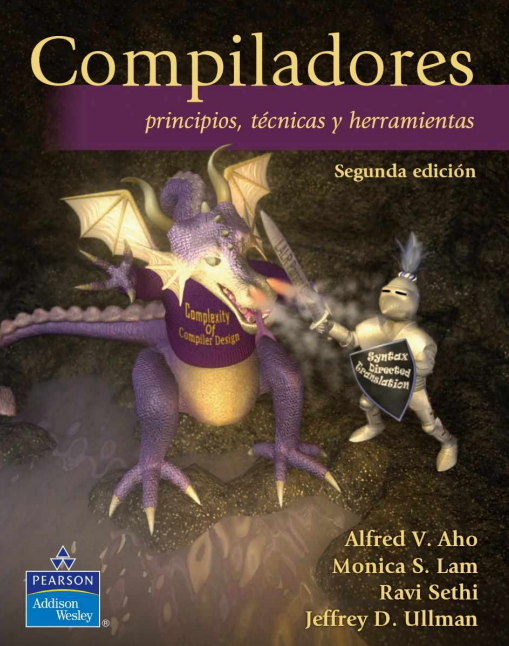 Compiladores
principios, técnicas y herramientas
Segunda edición
Complexity
Of
Compiler Design
Syntax
Directed
Translation
Alfred V. Aho
Monica S. Lam
Ravi Sethi
Jeffrey D. Ullman
PEARSON
Addison
Wesley
®